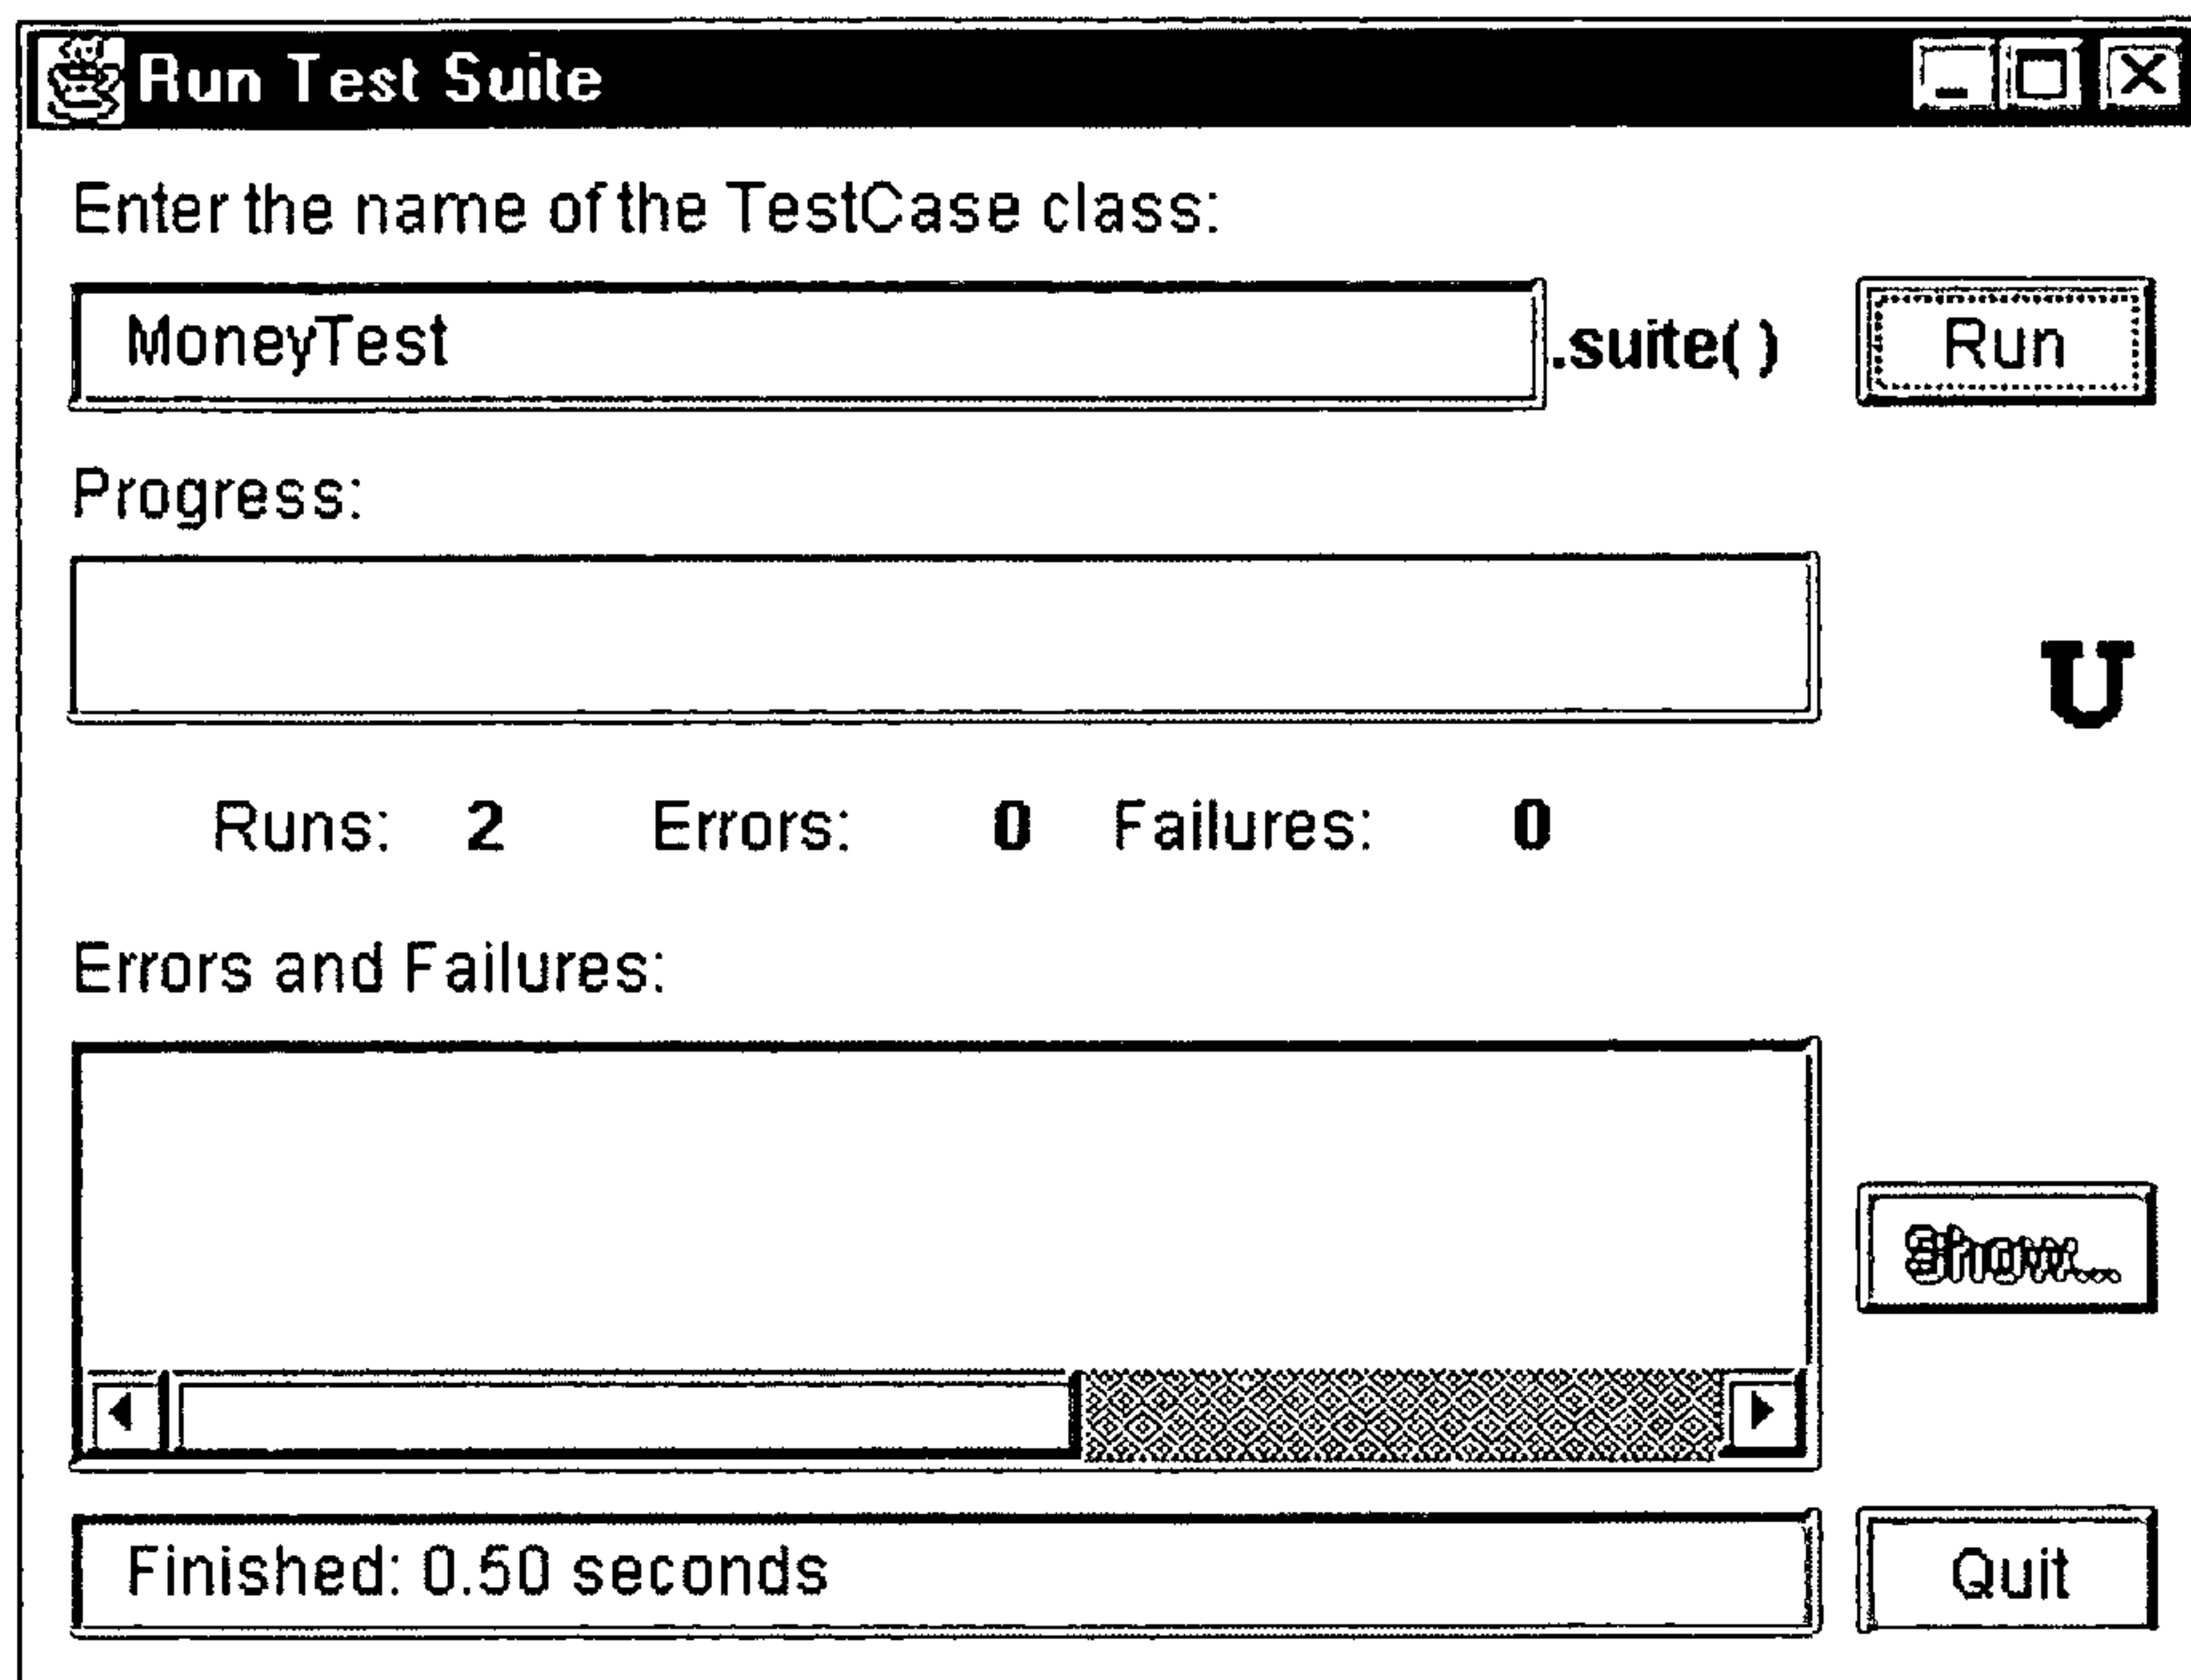 Run Test Suite
Enter the name of the TestCase class:
MoneyTest .suite( ) Run
Progress:
U
Runs: 2 Errors: 0 Failures: 0
Errors and Failures:
Show...
Finished: 0.50 seconds Quit